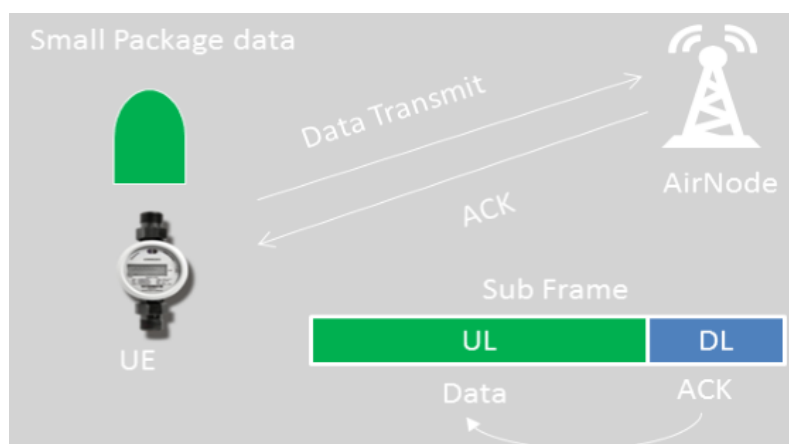 Small Package data
Data Transmit
AirNode
ACK
Sub Frame
UL DL
UE
Data ACK